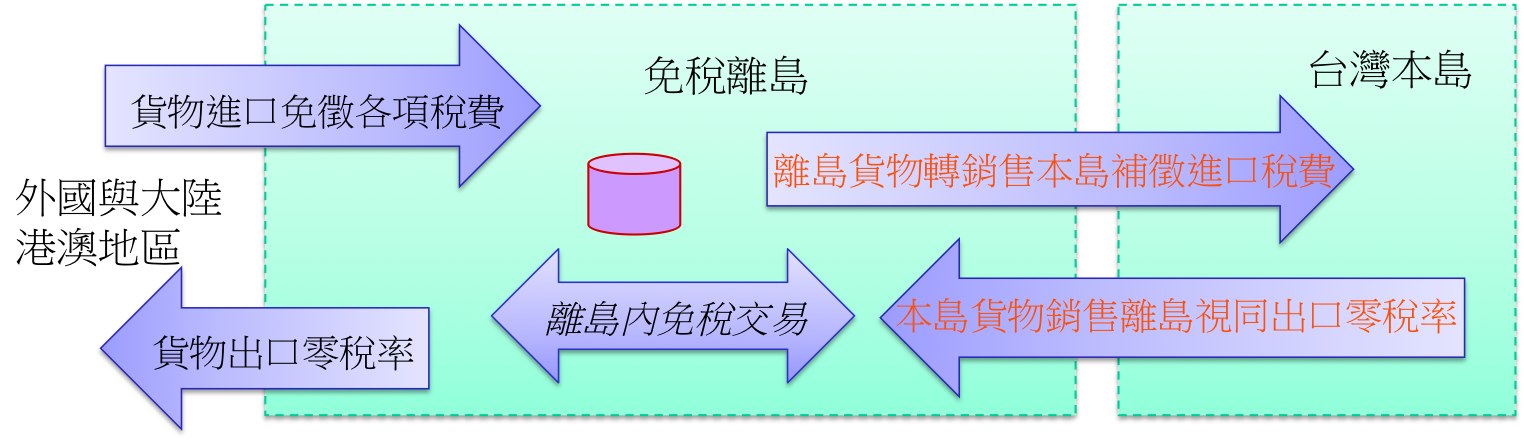 免稅離島
台灣本島
貨物進口免徵各項稅費
離島貨物轉銷售本島補徵進口稅費
外國與大陸
港澳地區
離島內免稅交易
本島貨物銷售離島視同出口零稅率
貨物出口零稅率